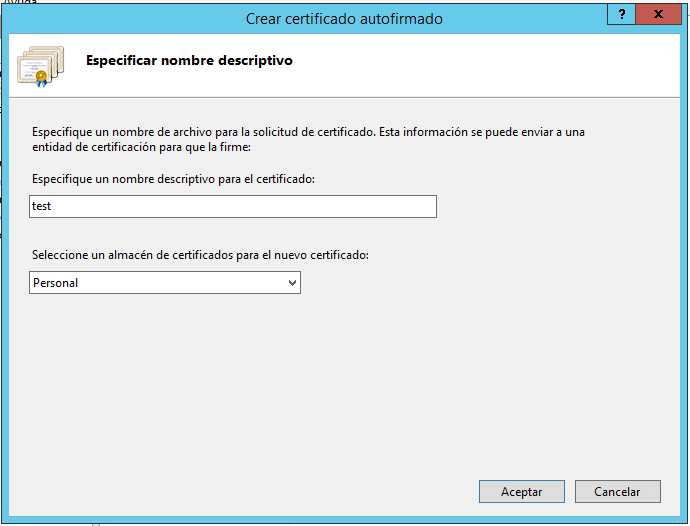 Ayuda
Crear certificado autofirmado
?
x
Especificar nombre descriptivo
Especifique un nombre de archivo para la solicitud de certificado. Esta información se puede enviar a una
entidad de certificación para que la firme:
Especifique un nombre descriptivo para el certificado:
test
Seleccione un almacén de certificados para el nuevo certificado:
Personal
Aceptar
Cancelar